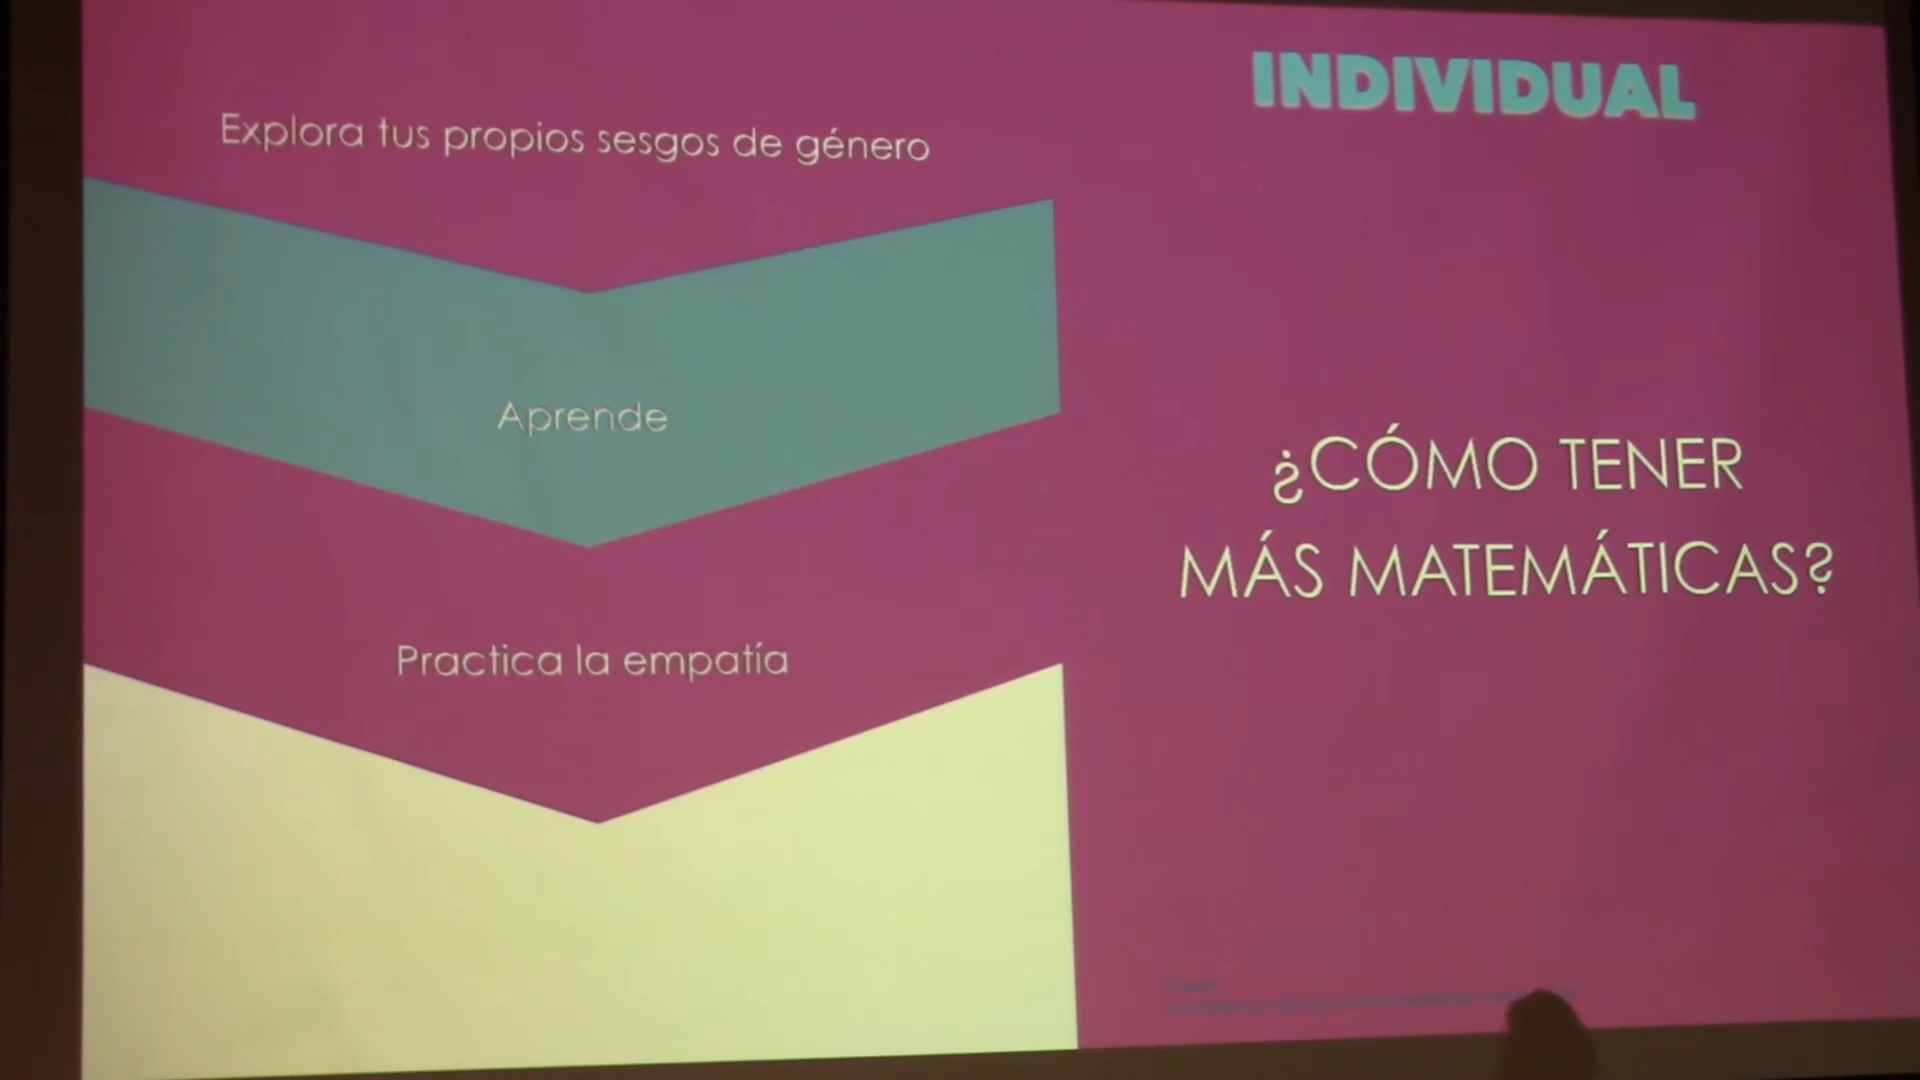 INDIVIDUAL
Explora tus propios sesgos de género
Aprende
Practica la empatía
¿CÓMO TENER
MÁS MATEMÁTICAS?